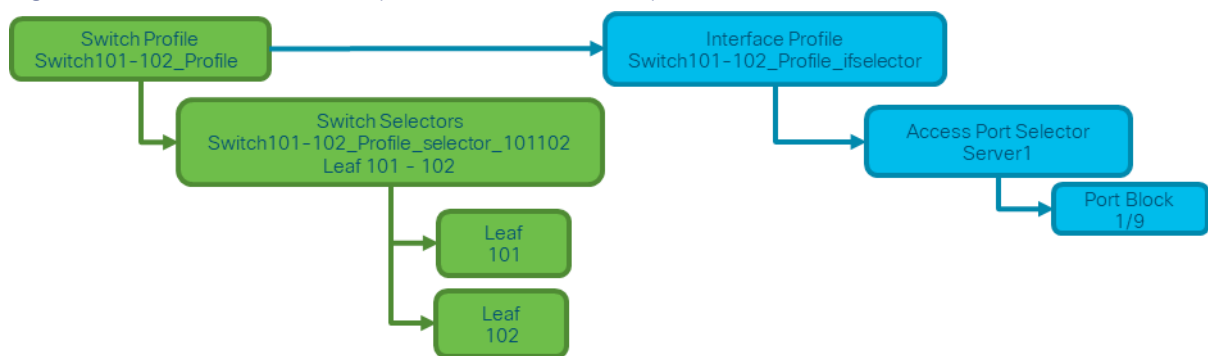 Switch Profile
Switch101-102_Profile
Interface Profile
Switch101-102_Profile_ifselector
Switch Selectors
Switch101-102_Profile_selector_101102
Leaf 101 - 102
Access Port Selector
Server1
Port Block
1/9
Leaf
101
Leaf
102